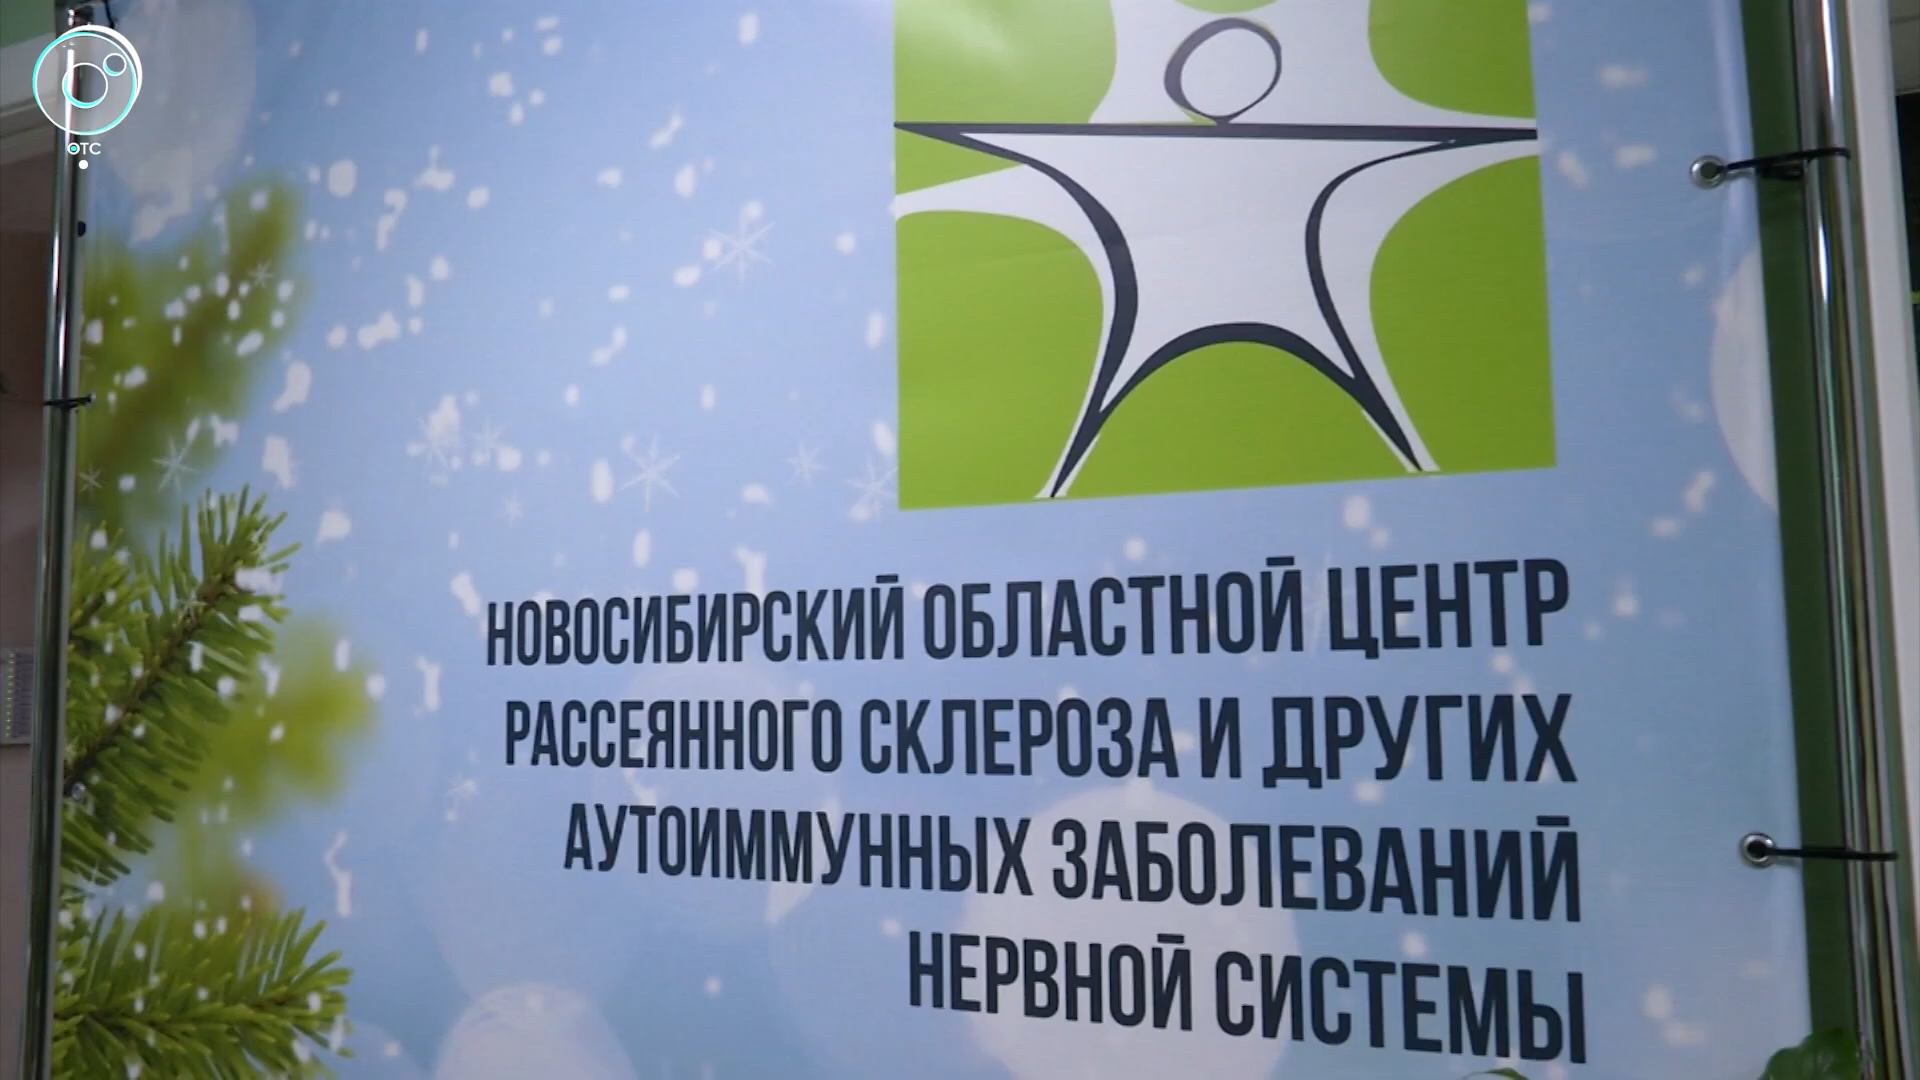 ОТС
НОВОСИБИРСКИЙ ОБЛАСТНОЙ ЦЕНТР
РАССЕЯННОГО СКЛЕРОЗА И ДРУГИХ
АУТОИММУННЫХ ЗАБОЛЕВАНИЙ
НЕРВНОЙ СИСТЕМЫ